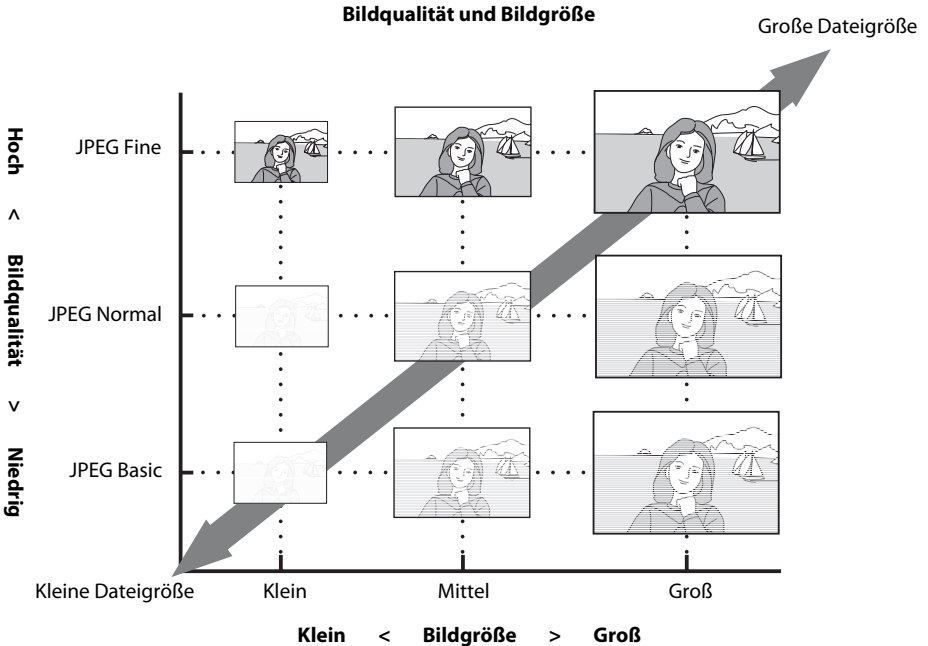 Bildqualität und Bildgröße
Große Dateigröße
Hoch < Bildqualität > Niedrig
JPEG Fine
JPEG Normal
JPEG Basic
Kleine Dateigröße
Klein
Mittel
Groß
Klein < Bildgröße > Groß